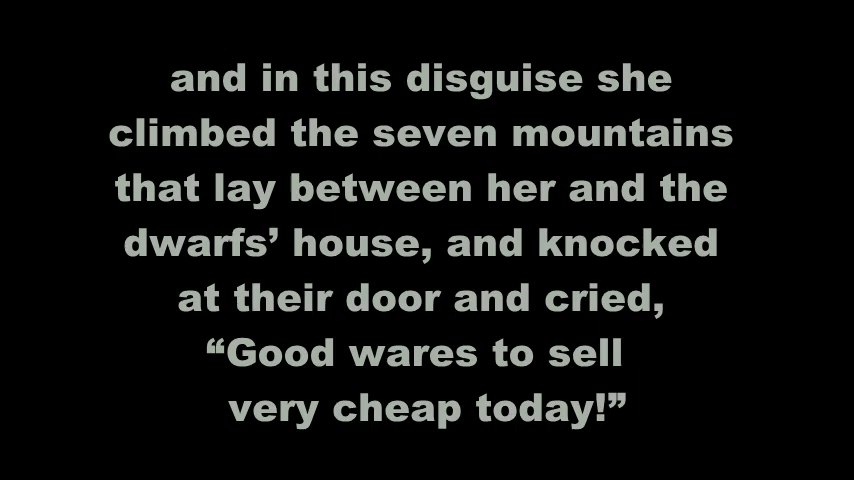 and in this disguise she
climbed the seven mountains
that lay between her and the
dwarfs’ house, and knocked
at their door and cried,
“Good wares to sell
very cheap today!”